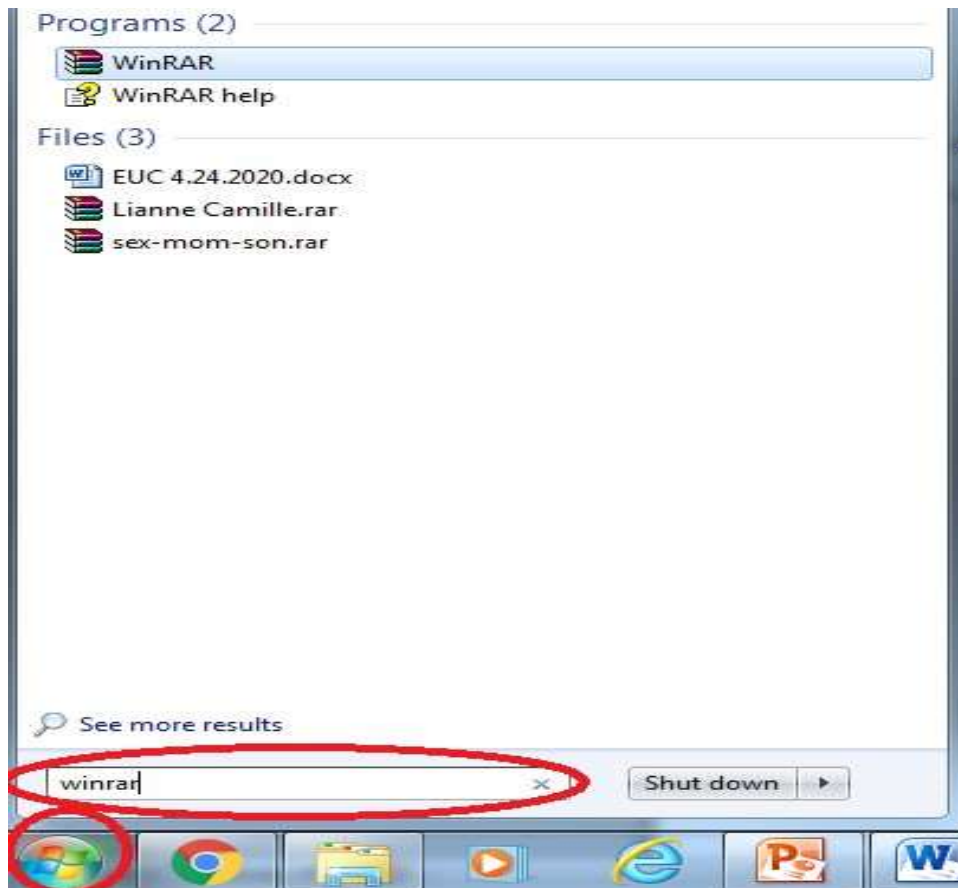 Programs (2)
WinRAR
WinRAR help
Files (3)
EUC 4.24.2020.docx
Lianne Camille.rar
sex-mom-son.rar
See more results
winrar
Shut down